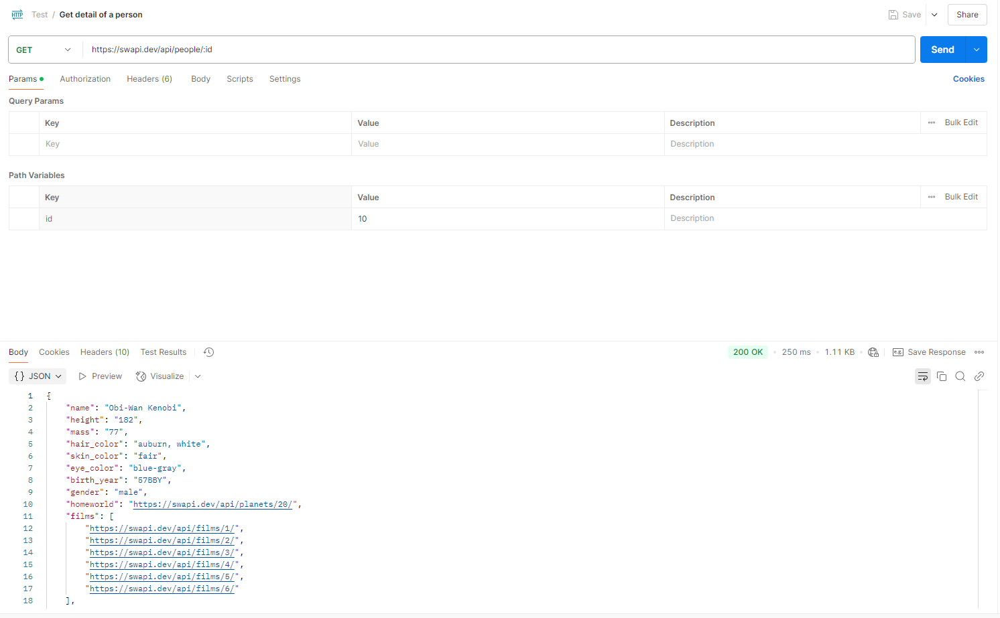 HTTP Test / Get detail of a person Save Share
GET https://swapi.dev/api/people/:id Send
Params Authorization Headers (6) Body Scripts Settings Cookies
Query Params
Key Value Description Bulk Edit
Key Value Description
Path Variables
Key Value Description Bulk Edit
id 10 Description
Body Cookies Headers (10) Test Results 200 OK 250 ms 1.11 KB e.g. Save Response
{} JSON Preview Visualize
1 {
2 "name": "Obi-Wan Kenobi",
3 "height": "182",
4 "mass": "77",
5 "hair_color": "auburn, white",
6 "skin_color": "fair",
7 "eye_color": "blue-gray",
8 "birth_year": "57BBY",
9 "gender": "male",
10 "homeworld": "https://swapi.dev/api/planets/20/",
11 "films": [
12 "https://swapi.dev/api/films/1/",
13 "https://swapi.dev/api/films/2/",
14 "https://swapi.dev/api/films/3/",
15 "https://swapi.dev/api/films/4/",
16 "https://swapi.dev/api/films/5/",
17 "https://swapi.dev/api/films/6/"
18 ],